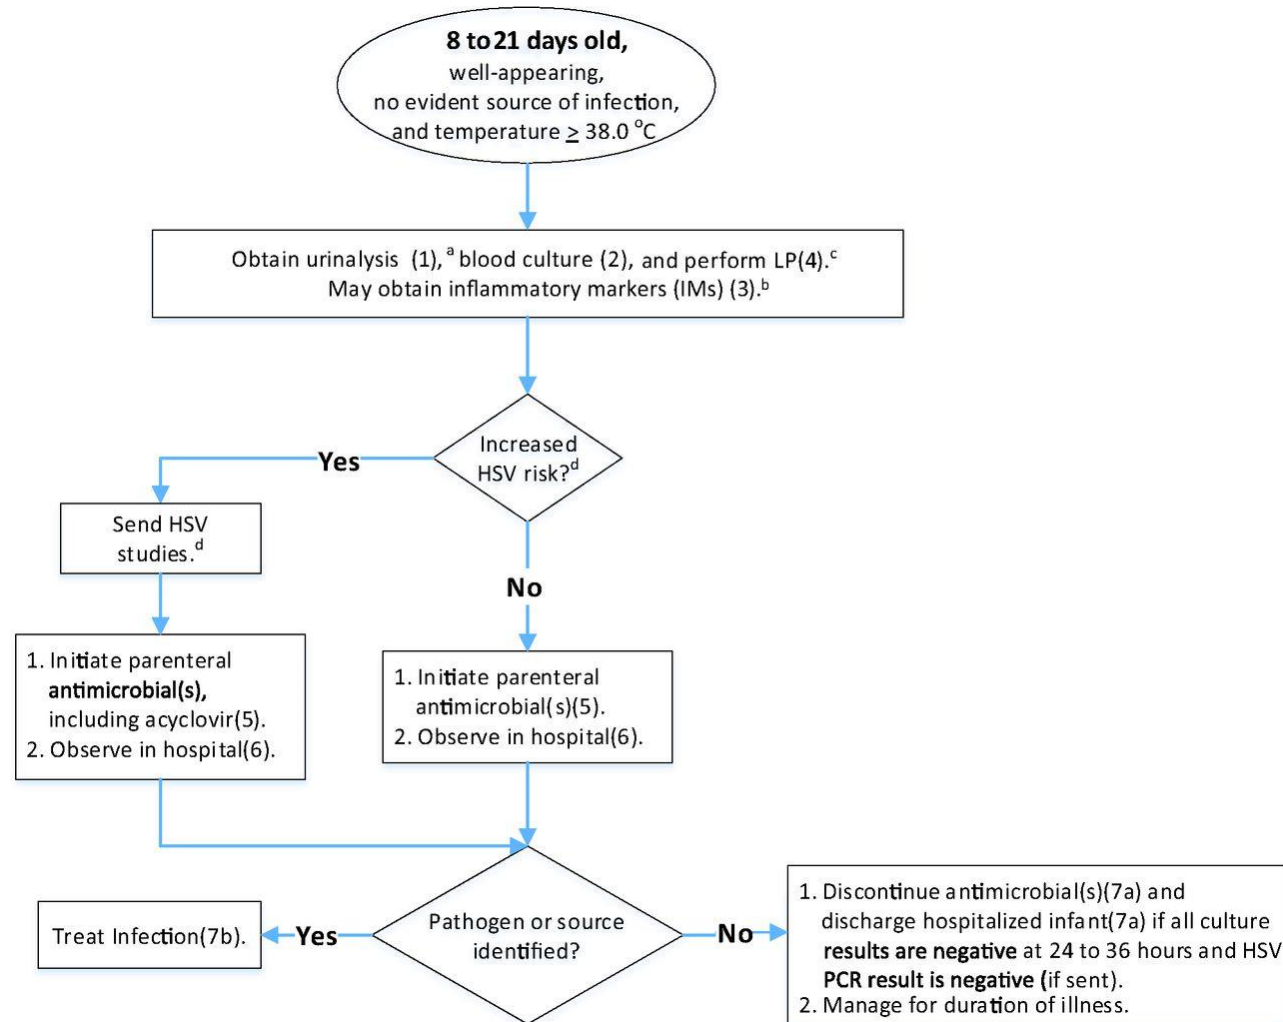 8 to21 days old,
well-appearing,
no evident source of infection,
and temperature ≥ 38.0 °C
Obtain urinalysis (1),ᵃ blood culture (2), and perform LP(4).ᶜ
May obtain inflammatory markers (IMs) (3).ᵇ
Increased
HSV risk?ᵈ
Yes
Send HSV
studies.ᵈ
No
1. Initiate parenteral
antimicrobial(s),
including acyclovir(5).
2. Observe in hospital(6).
1. Initiate parenteral
antimicrobial(s)(5).
2. Observe in hospital(6).
Pathogen or source
identified?
Yes
Treat Infection(7b).
No
1. Discontinue antimicrobial(s)(7a) and
discharge hospitalized infant(7a) if all culture
results are negative at 24 to 36 hours and HSV
PCR result is negative (if sent).
2. Manage for duration of illness.